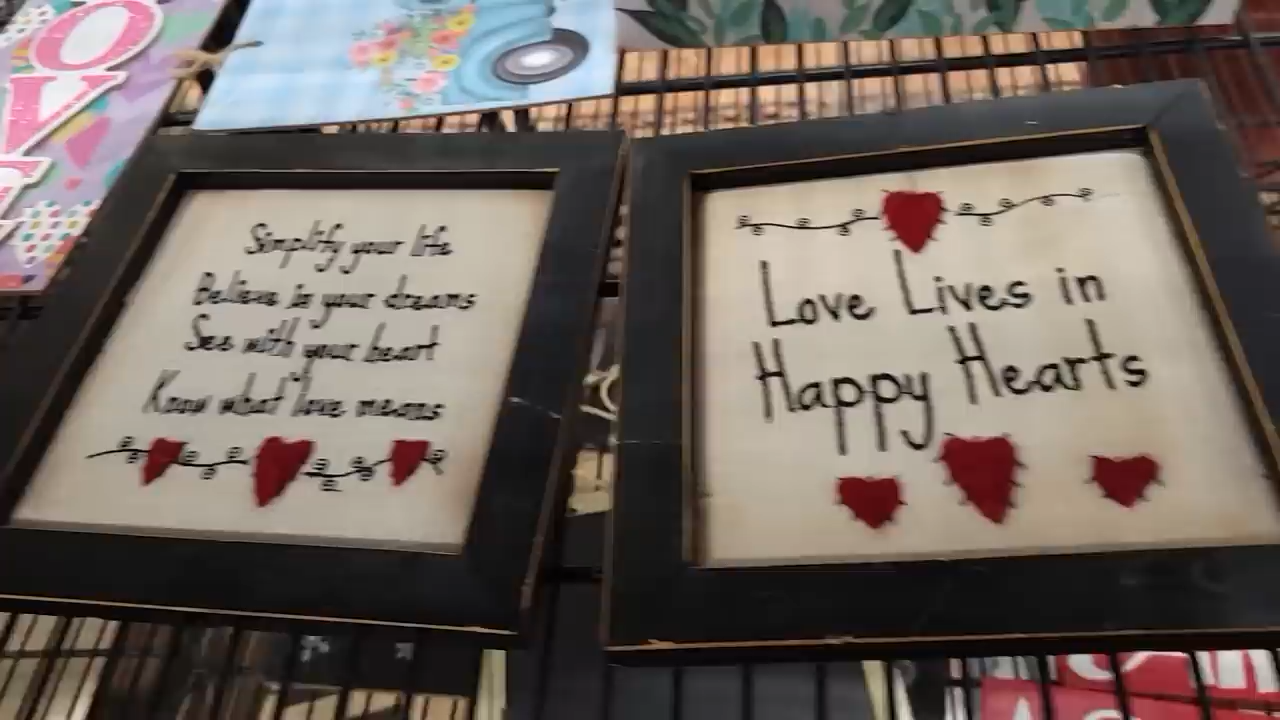 OVE
Simplify your life
Believe in your dreams
See with your heart
Know what love means
Love Lives in
Happy Hearts